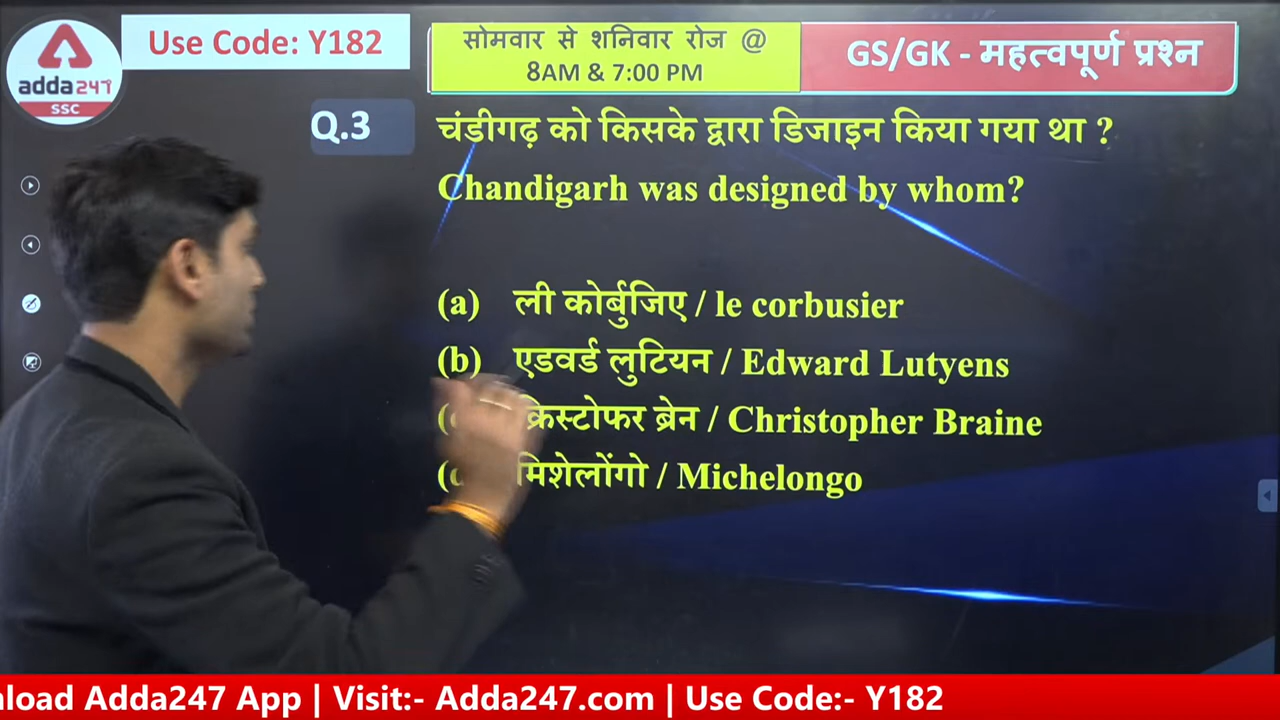 adda247
SSC
Use Code: Y182
सोमवार से शनिवार रोज @
8AM & 7:00 PM
GS/GK - महत्वपूर्ण प्रश्न
Q.3
चंडीगढ़ को किसके द्वारा डिजाइन किया गया था ?
Chandigarh was designed by whom?
(a) ली कोर्बुजिए / le corbusier
(b) एडवर्ड लुटियन / Edward Lutyens
क्रिस्टोफर ब्रेन / Christopher Braine
मिशेलोंगो / Michelongo
Adda247 App | Visit:- Adda247.com | Use Code:- Y182